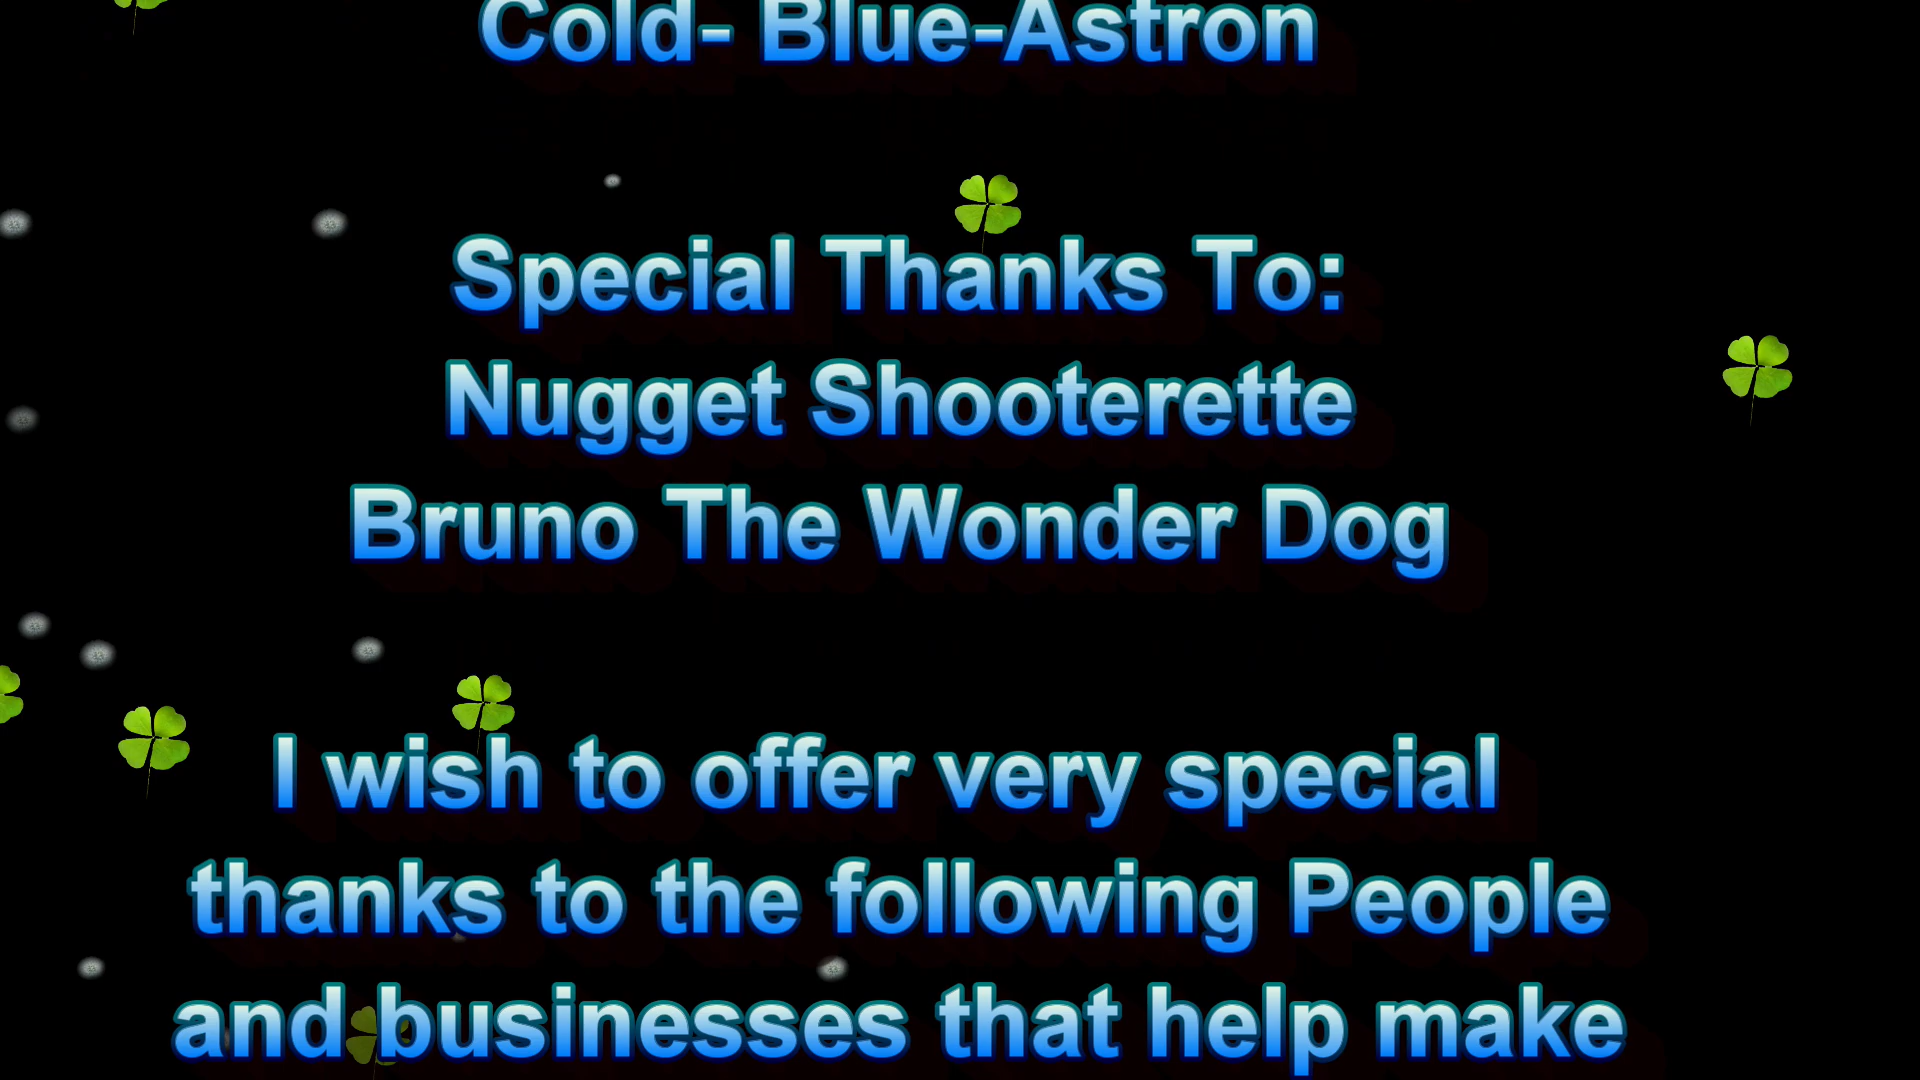 Cold- Blue-Astron
Special Thanks To:
Nugget Shooterette
Bruno The Wonder Dog
I wish to offer very special
thanks to the following People
and businesses that help make